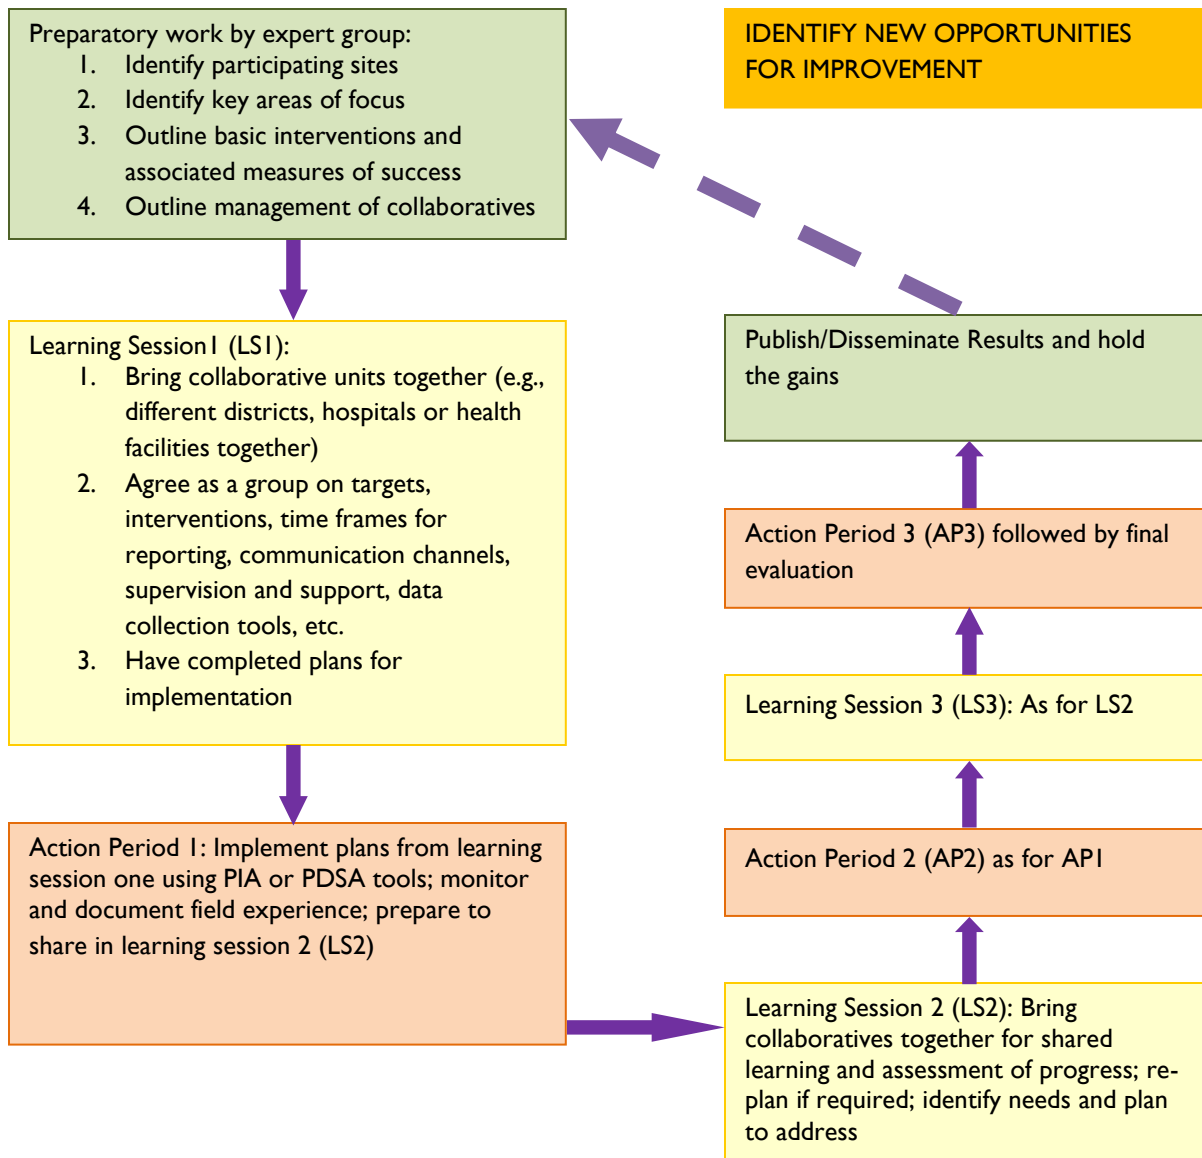 Preparatory work by expert group:
1. Identify participating sites
2. Identify key areas of focus
3. Outline basic interventions and
associated measures of success
4. Outline management of collaboratives
Learning Session1 (LS1):
1. Bring collaborative units together (e.g.,
different districts, hospitals or health
facilities together)
2. Agree as a group on targets,
interventions, time frames for
reporting, communication channels,
supervision and support, data
collection tools, etc.
3. Have completed plans for
implementation
Action Period 1: Implement plans from learning
session one using PIA or PDSA tools; monitor
and document field experience; prepare to
share in learning session 2 (LS2)
IDENTIFY NEW OPPORTUNITIES
FOR IMPROVEMENT
Publish/Disseminate Results and hold
the gains
Action Period 3 (AP3) followed by final
evaluation
Learning Session 3 (LS3): As for LS2
Action Period 2 (AP2) as for AP1
Learning Session 2 (LS2): Bring
collaboratives together for shared
learning and assessment of progress; re-
plan if required; identify needs and plan
to address